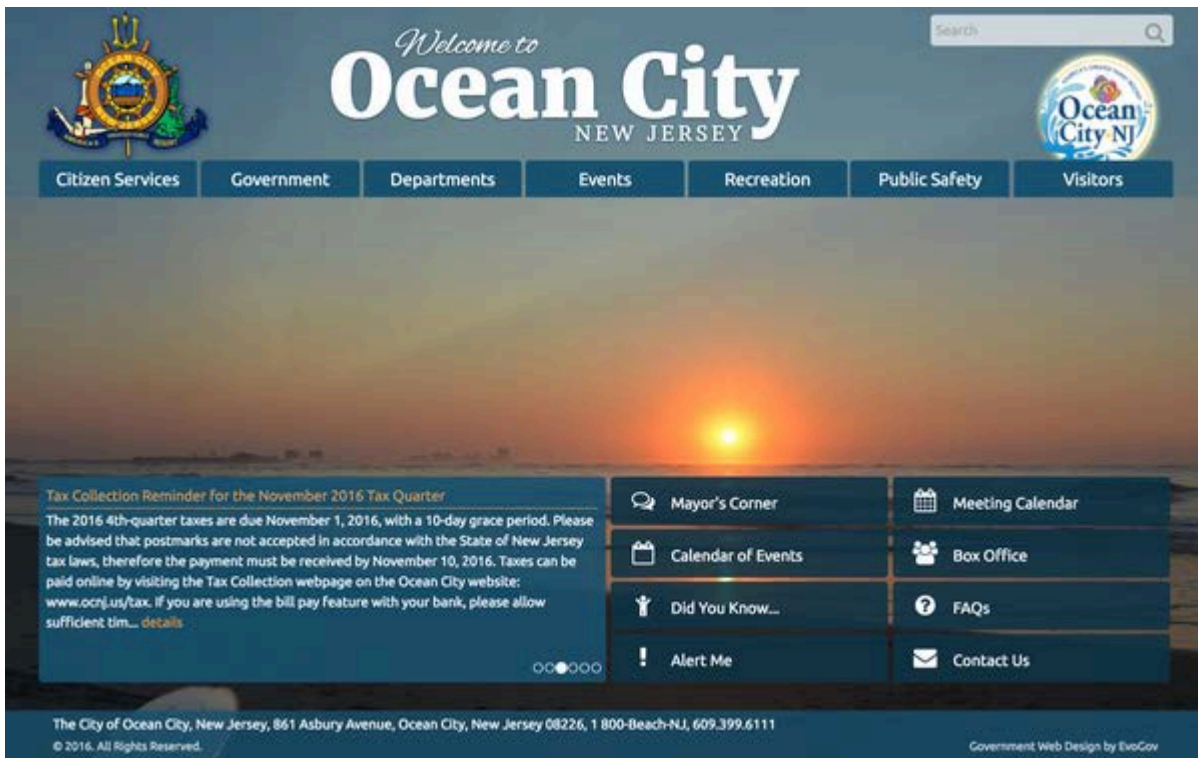 Welcome to
Search
Ocean City
NEW JERSEY
Ocean
City NJ
Citizen Services
Government
Departments
Events
Recreation
Public Safety
Visitors
Tax Collection Reminder for the November 2016 Tax Quarter
The 2016 4th-quarter taxes are due November 1, 2016, with a 10-day grace period. Please
be advised that postmarks are not accepted in accordance with the State of New Jersey
tax laws, therefore the payment must be received by November 10, 2016. Taxes can be
paid online by visiting the Tax Collection webpage on the Ocean City website:
www.ocnj.us/tax. If you are using the bill pay feature with your bank, please allow
sufficient tim... details
Mayor's Corner
Meeting Calendar
Calendar of Events
Box Office
Did You Know...
FAQs
Alert Me
Contact Us
The City of Ocean City, New Jersey, 861 Asbury Avenue, Ocean City, New Jersey 08226, 1 800-Beach-NJ, 609.399.6111
© 2016. All Rights Reserved.
Government Web Design by EvoGov